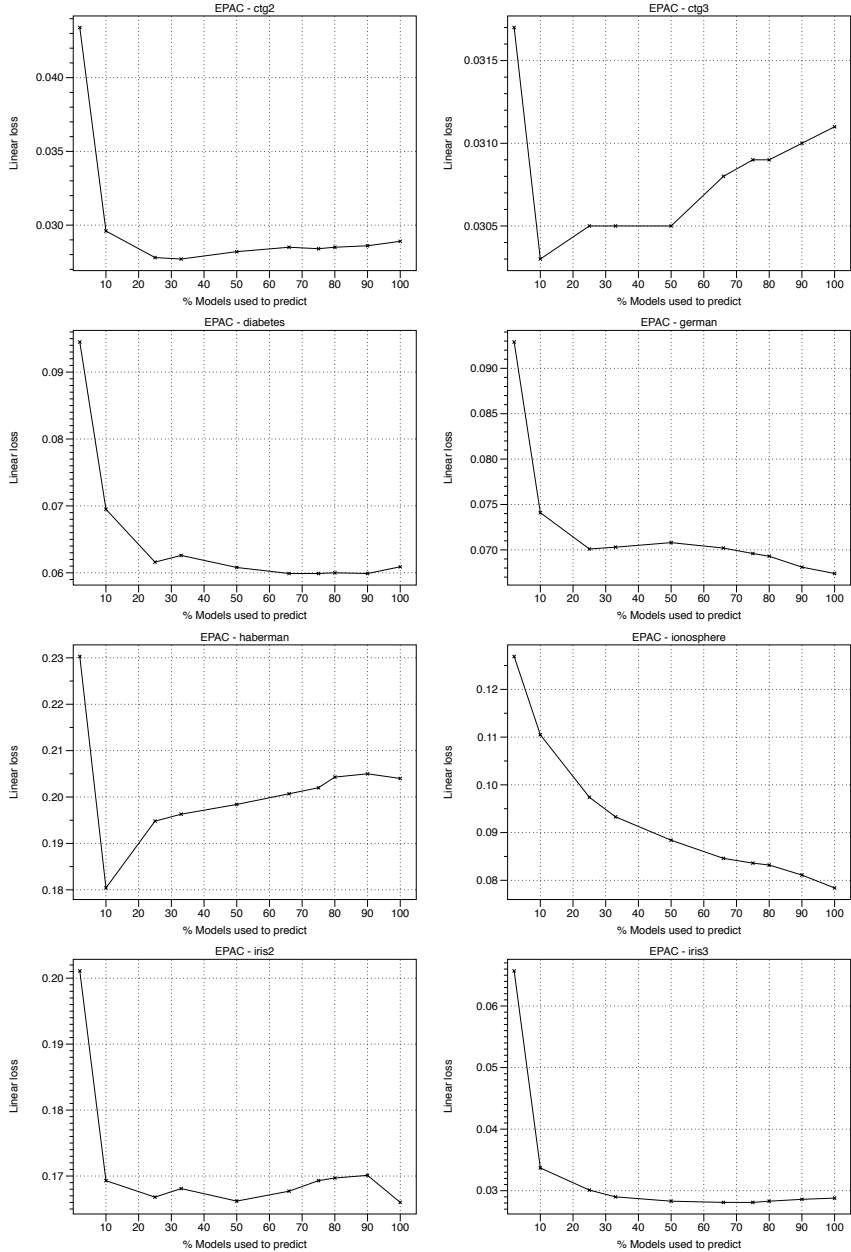 EPAC - ctg2
0.040
0.035
0.030
Linear loss
10 20 30 40 50 60 70 80 90 100
% Models used to predict
EPAC - ctg3
0.0315
0.0310
0.0305
Linear loss
10 20 30 40 50 60 70 80 90 100
% Models used to predict
EPAC - diabetes
0.09
0.08
0.07
0.06
Linear loss
10 20 30 40 50 60 70 80 90 100
% Models used to predict
EPAC - german
0.090
0.085
0.080
0.075
0.070
Linear loss
10 20 30 40 50 60 70 80 90 100
% Models used to predict
EPAC - haberman
0.23
0.22
0.21
0.20
0.19
0.18
Linear loss
10 20 30 40 50 60 70 80 90 100
% Models used to predict
EPAC - ionosphere
0.12
0.11
0.10
0.09
0.08
Linear loss
10 20 30 40 50 60 70 80 90 100
% Models used to predict
EPAC - iris2
0.20
0.19
0.18
0.17
Linear loss
10 20 30 40 50 60 70 80 90 100
% Models used to predict
EPAC - iris3
0.06
0.05
0.04
0.03
Linear loss
10 20 30 40 50 60 70 80 90 100
% Models used to predict